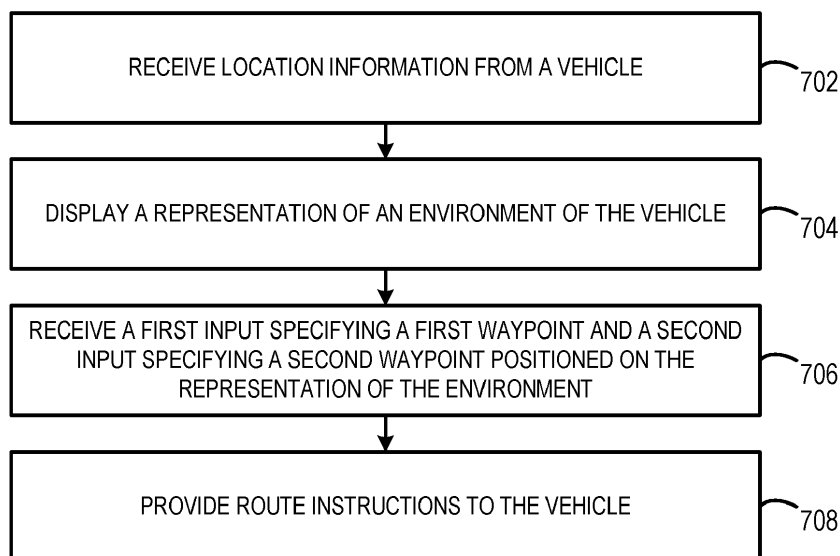 RECEIVE LOCATION INFORMATION FROM A VEHICLE
702
DISPLAY A REPRESENTATION OF AN ENVIRONMENT OF THE VEHICLE
704
RECEIVE A FIRST INPUT SPECIFYING A FIRST WAYPOINT AND A SECOND
INPUT SPECIFYING A SECOND WAYPOINT POSITIONED ON THE
REPRESENTATION OF THE ENVIRONMENT
706
PROVIDE ROUTE INSTRUCTIONS TO THE VEHICLE
708